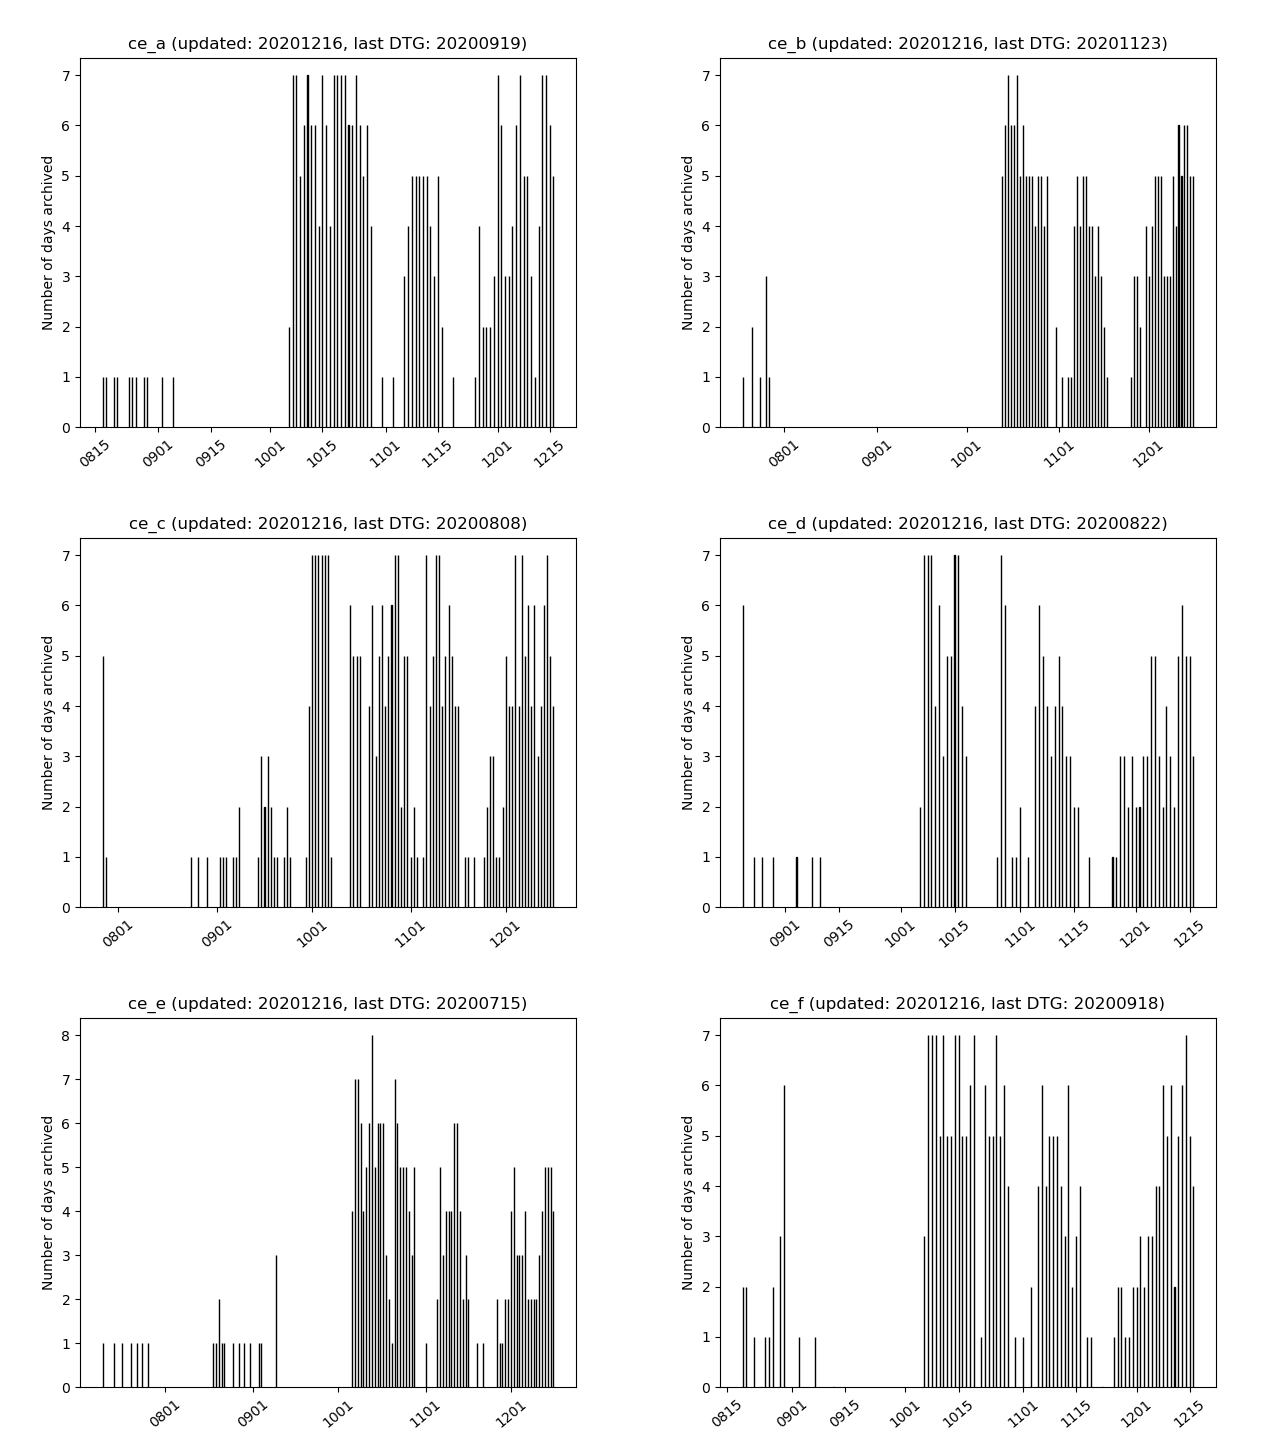 ce_a (updated: 20201216, last DTG: 20200919)
Number of days archived
7
6
5
4
3
2
1
0
0815 0901 0915 1001 1015 1101 1115 1201 1215
ce_b (updated: 20201216, last DTG: 20201123)
Number of days archived
7
6
5
4
3
2
1
0
0801 0901 1001 1101 1201
ce_c (updated: 20201216, last DTG: 20200808)
Number of days archived
7
6
5
4
3
2
1
0
0801 0901 1001 1101 1201
ce_d (updated: 20201216, last DTG: 20200822)
Number of days archived
7
6
5
4
3
2
1
0
0901 0915 1001 1015 1101 1115 1201 1215
ce_e (updated: 20201216, last DTG: 20200715)
Number of days archived
8
7
6
5
4
3
2
1
0
0801 0901 1001 1101 1201
ce_f (updated: 20201216, last DTG: 20200918)
Number of days archived
7
6
5
4
3
2
1
0
0815 0901 0915 1001 1015 1101 1115 1201 1215